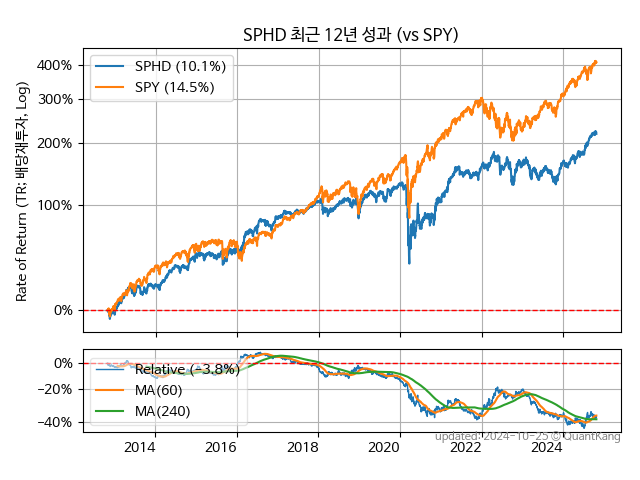 SPHD 최근 12년 성과 (vs SPY)
Rate of Return (TR: 배당재투자, Log)
400%
300%
200%
100%
0%
SPHD (10.1%)
SPY (14.5%)
0%
−20%
−40%
Relative (−3.8%)
MA(60)
MA(240)
2014
2016
2018
2020
2022
2024
updated: 2024-10-25 © QuantKang